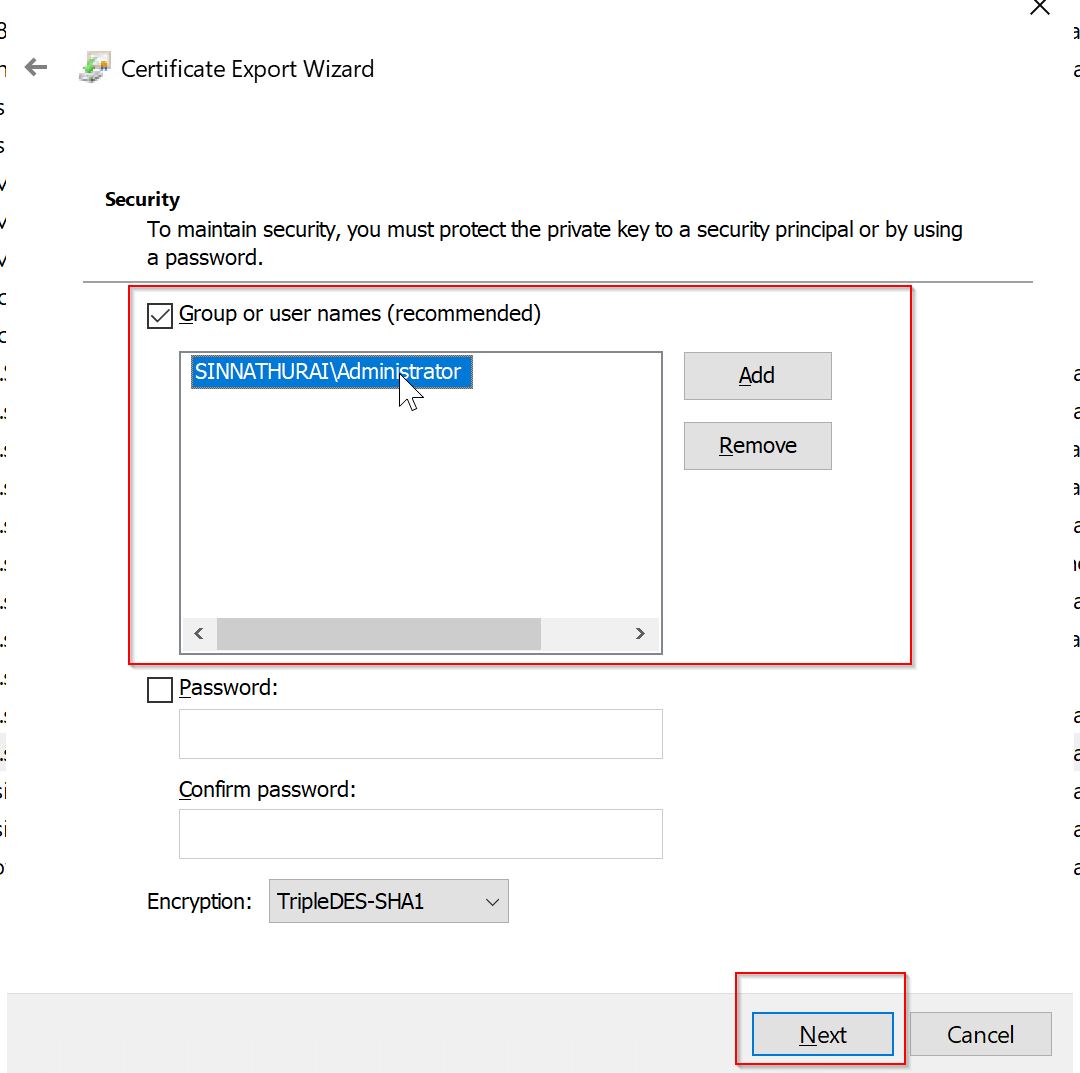 Certificate Export Wizard
Security
To maintain security, you must protect the private key to a security principal or by using
a password.
Group or user names (recommended)
SINNATHURAI\Administrator
Add
Remove
Password:
Confirm password:
Encryption: TripleDES-SHA1
Next Cancel